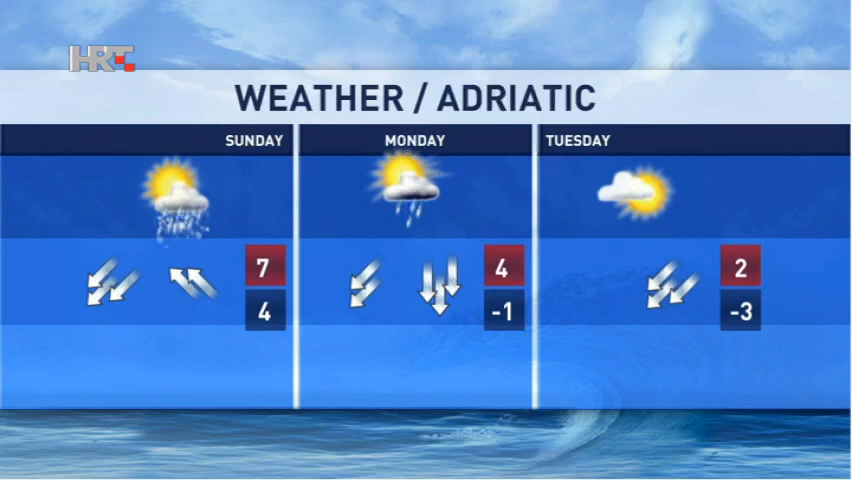 HRT
WEATHER / ADRIATIC
SUNDAY
MONDAY
TUESDAY
7
4
4
-1
2
-3